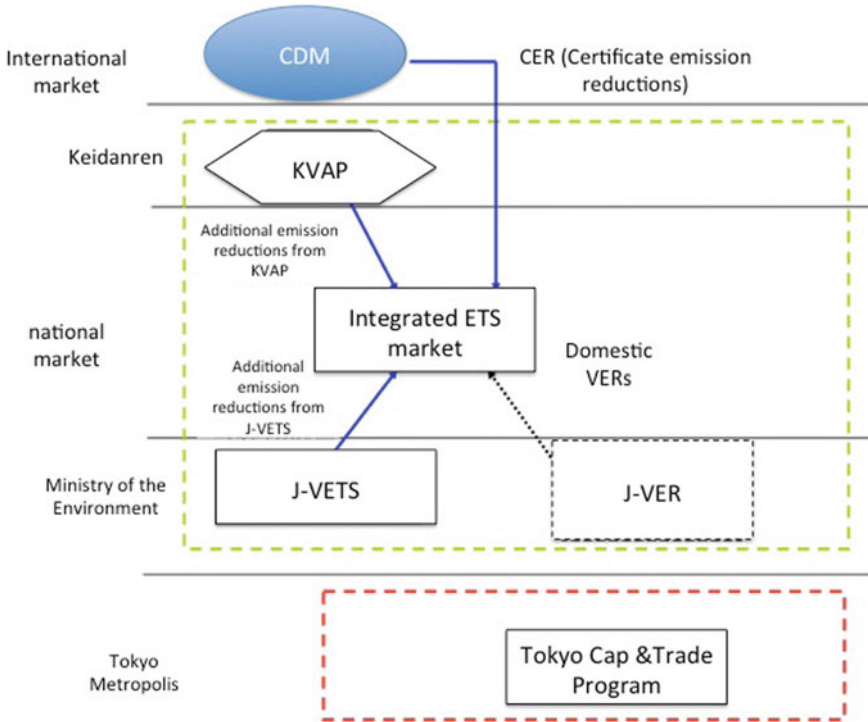 International
market
CDM
CER (Certificate emission
reductions)
Keidanren
KVAP
Additional emission
reductions from
KVAP
national
market
Integrated ETS
market
Domestic
VERs
Additional
emission
reductions from
J-VETS
Ministry of the
Environment
J-VETS
J-VER
Tokyo
Metropolis
Tokyo Cap &Trade
Program